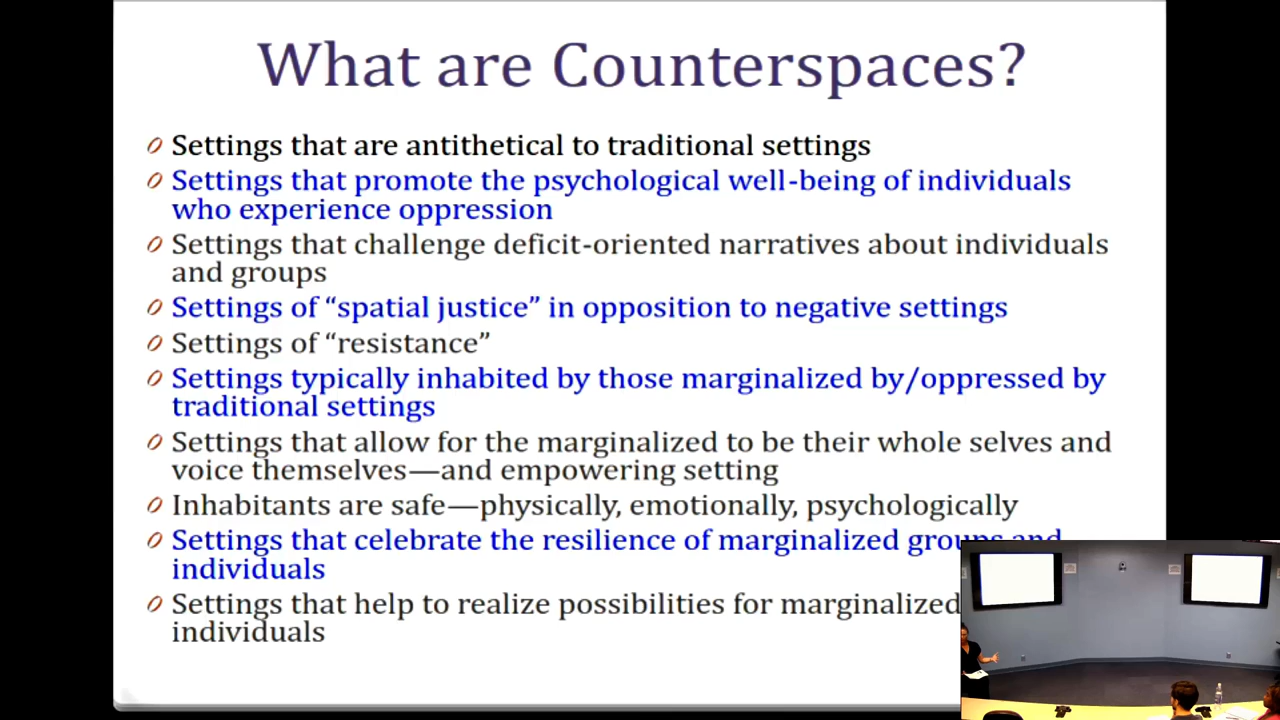 What are Counterspaces?
Settings that are antithetical to traditional settings
Settings that promote the psychological well-being of individuals
who experience oppression
Settings that challenge deficit-oriented narratives about individuals
and groups
Settings of “spatial justice” in opposition to negative settings
Settings of “resistance”
Settings typically inhabited by those marginalized by/oppressed by
traditional settings
Settings that allow for the marginalized to be their whole selves and
voice themselves—and empowering setting
Inhabitants are safe—physically, emotionally, psychologically
Settings that celebrate the resilience of marginalized groups and
individuals
Settings that help to realize possibilities for marginalized
individuals